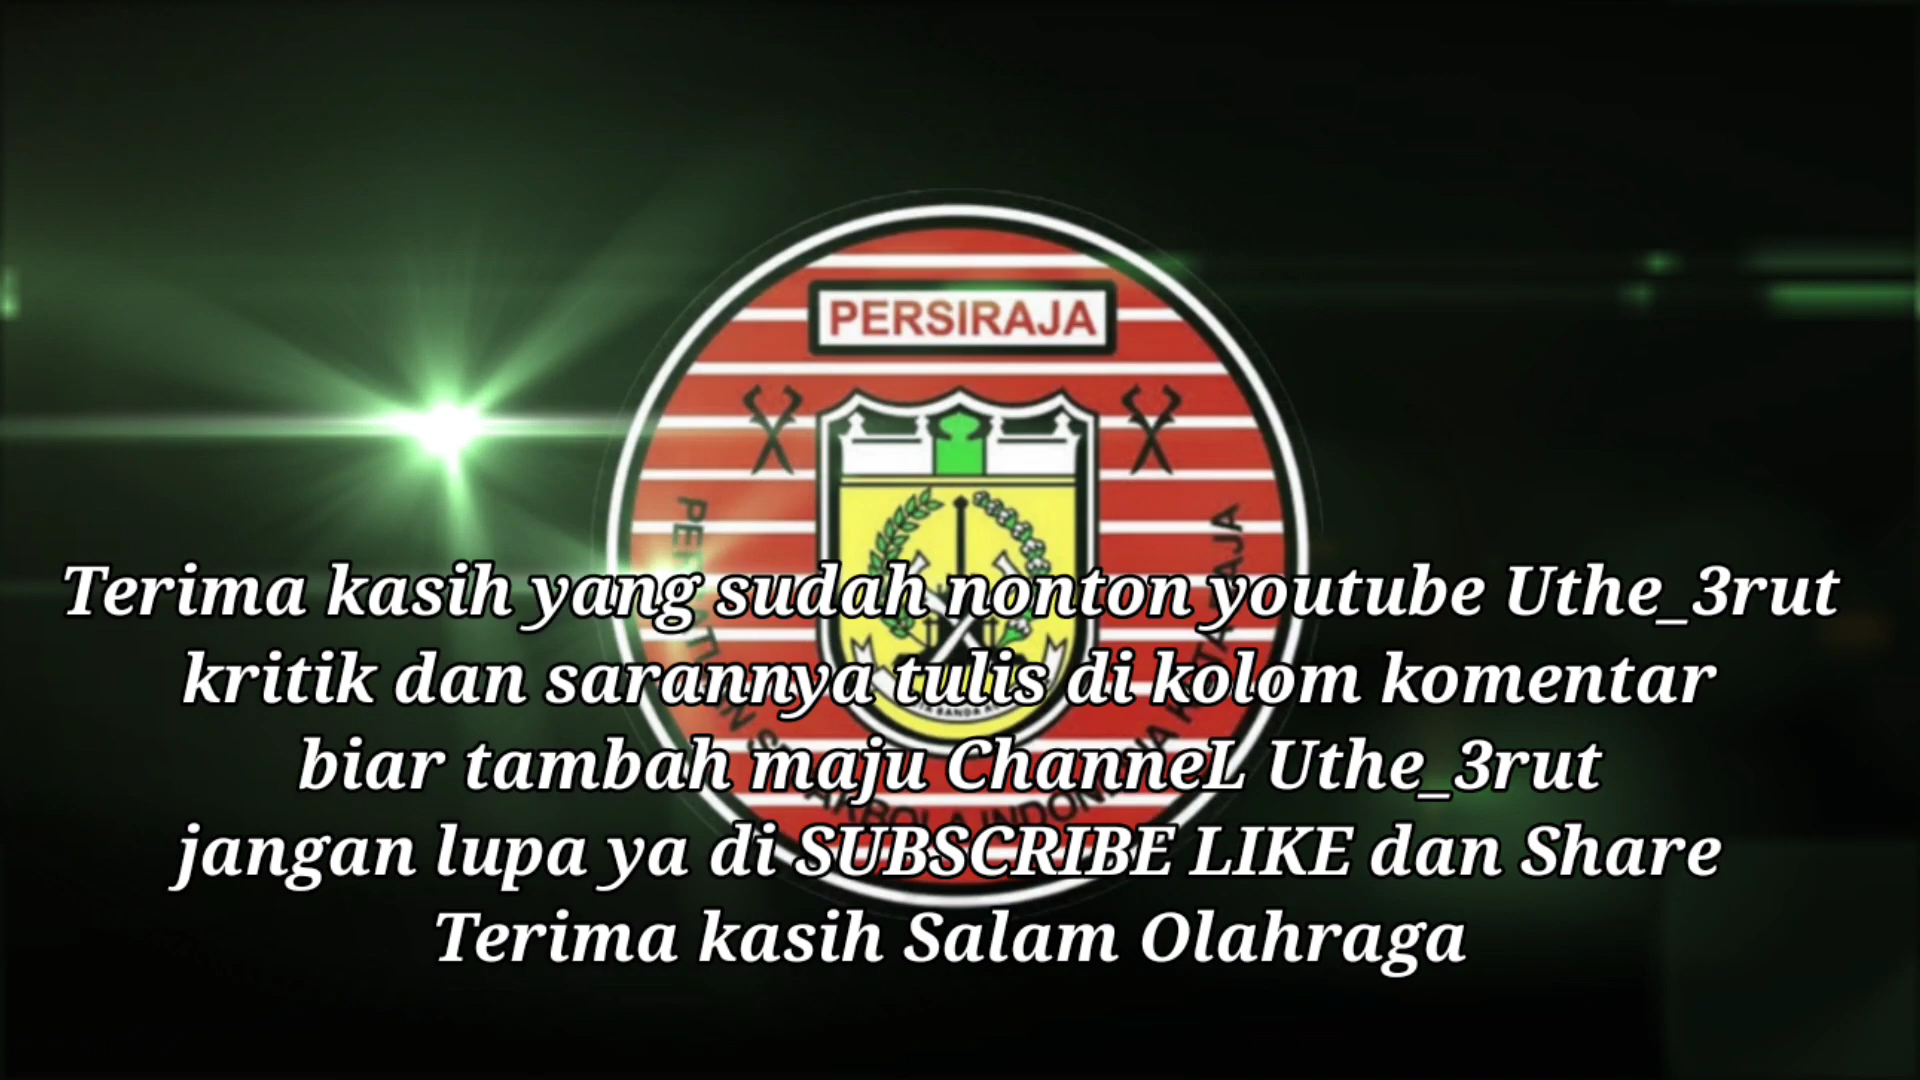 PERSIRAJA
Terima kasih yang sudah nonton youtube Uthe_3rut
kritik dan sarannya tulis di kolom komentar
biar tambah maju ChanneL Uthe_3rut
jangan lupa ya di SUBSCRIBE LIKE dan Share
Terima kasih Salam Olahraga